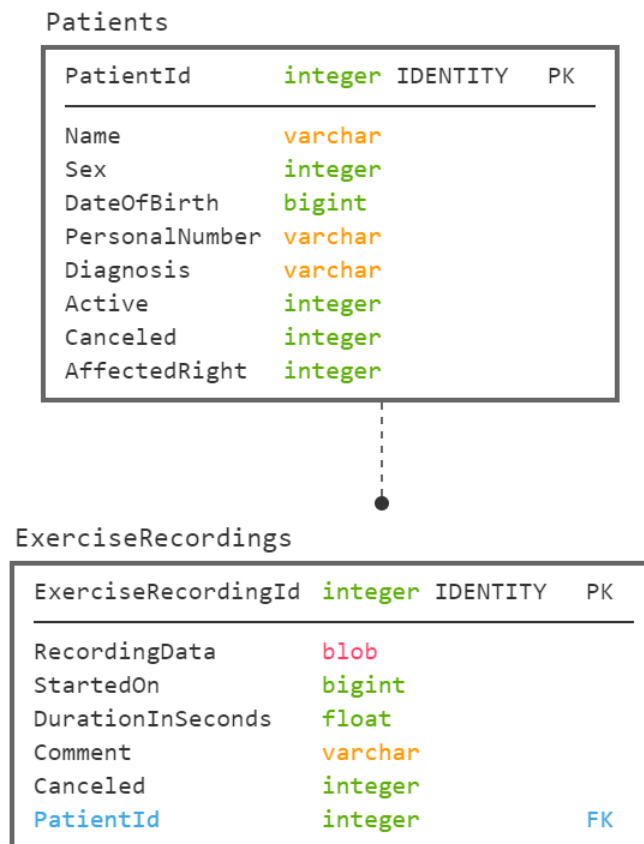 Patients
PatientId integer IDENTITY PK
Name varchar
Sex integer
DateOfBirth bigint
PersonalNumber varchar
Diagnosis varchar
Active integer
Canceled integer
AffectedRight integer
ExerciseRecordings
ExerciseRecordingId integer IDENTITY PK
RecordingData blob
StartedOn bigint
DurationInSeconds float
Comment varchar
Canceled integer
PatientId integer FK